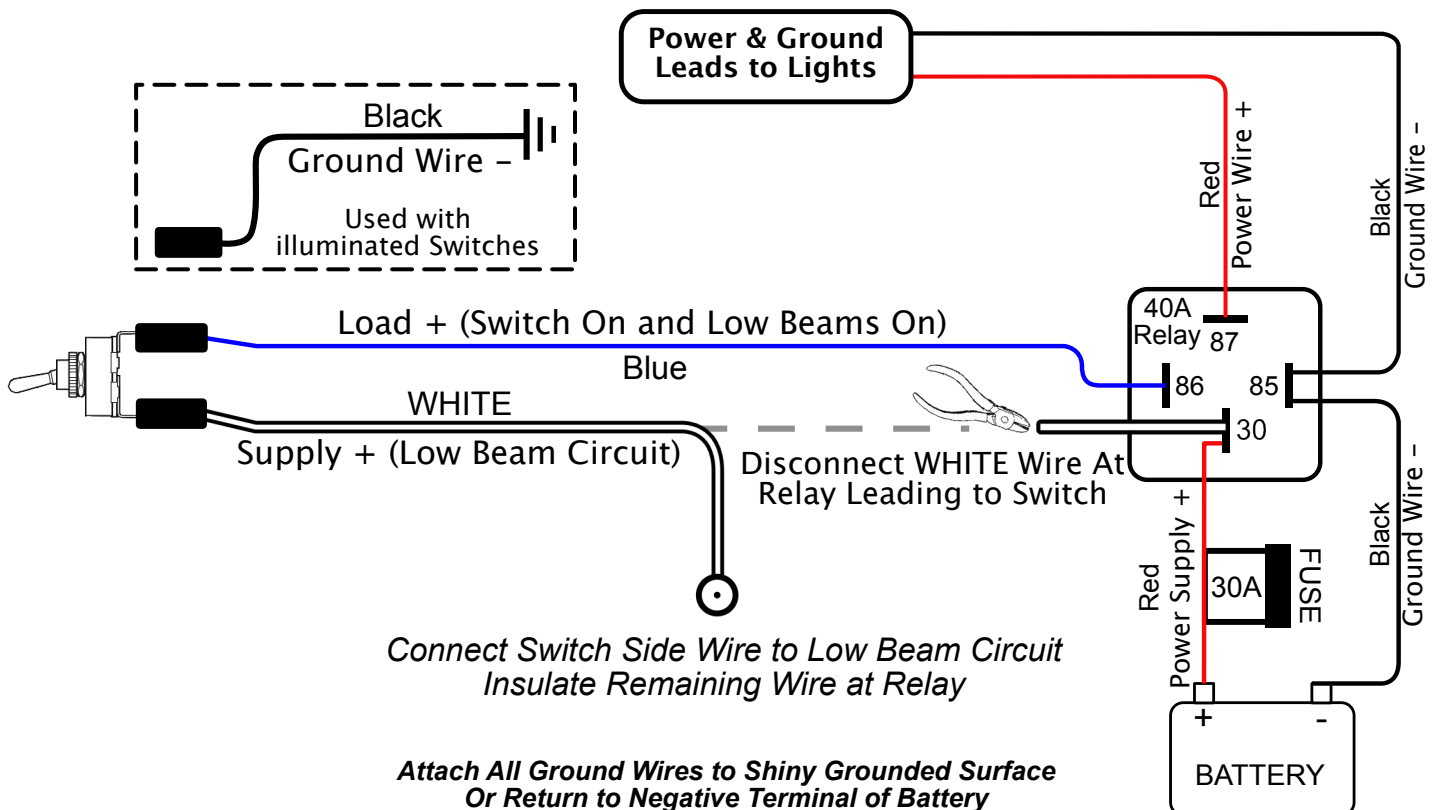 Power & Ground
Leads to Lights
Black
Ground Wire –
Used with
illuminated Switches
Red
Power Wire +
Black
Ground Wire –
40A
Relay
87
86
85
30
Load + (Switch On and Low Beams On)
Blue
WHITE
Supply + (Low Beam Circuit)
Disconnect WHITE Wire At
Relay Leading to Switch
Red
Power Supply +
30A
FUSE
Black
Ground Wire –
Connect Switch Side Wire to Low Beam Circuit
Insulate Remaining Wire at Relay
+
-
BATTERY
Attach All Ground Wires to Shiny Grounded Surface
Or Return to Negative Terminal of Battery